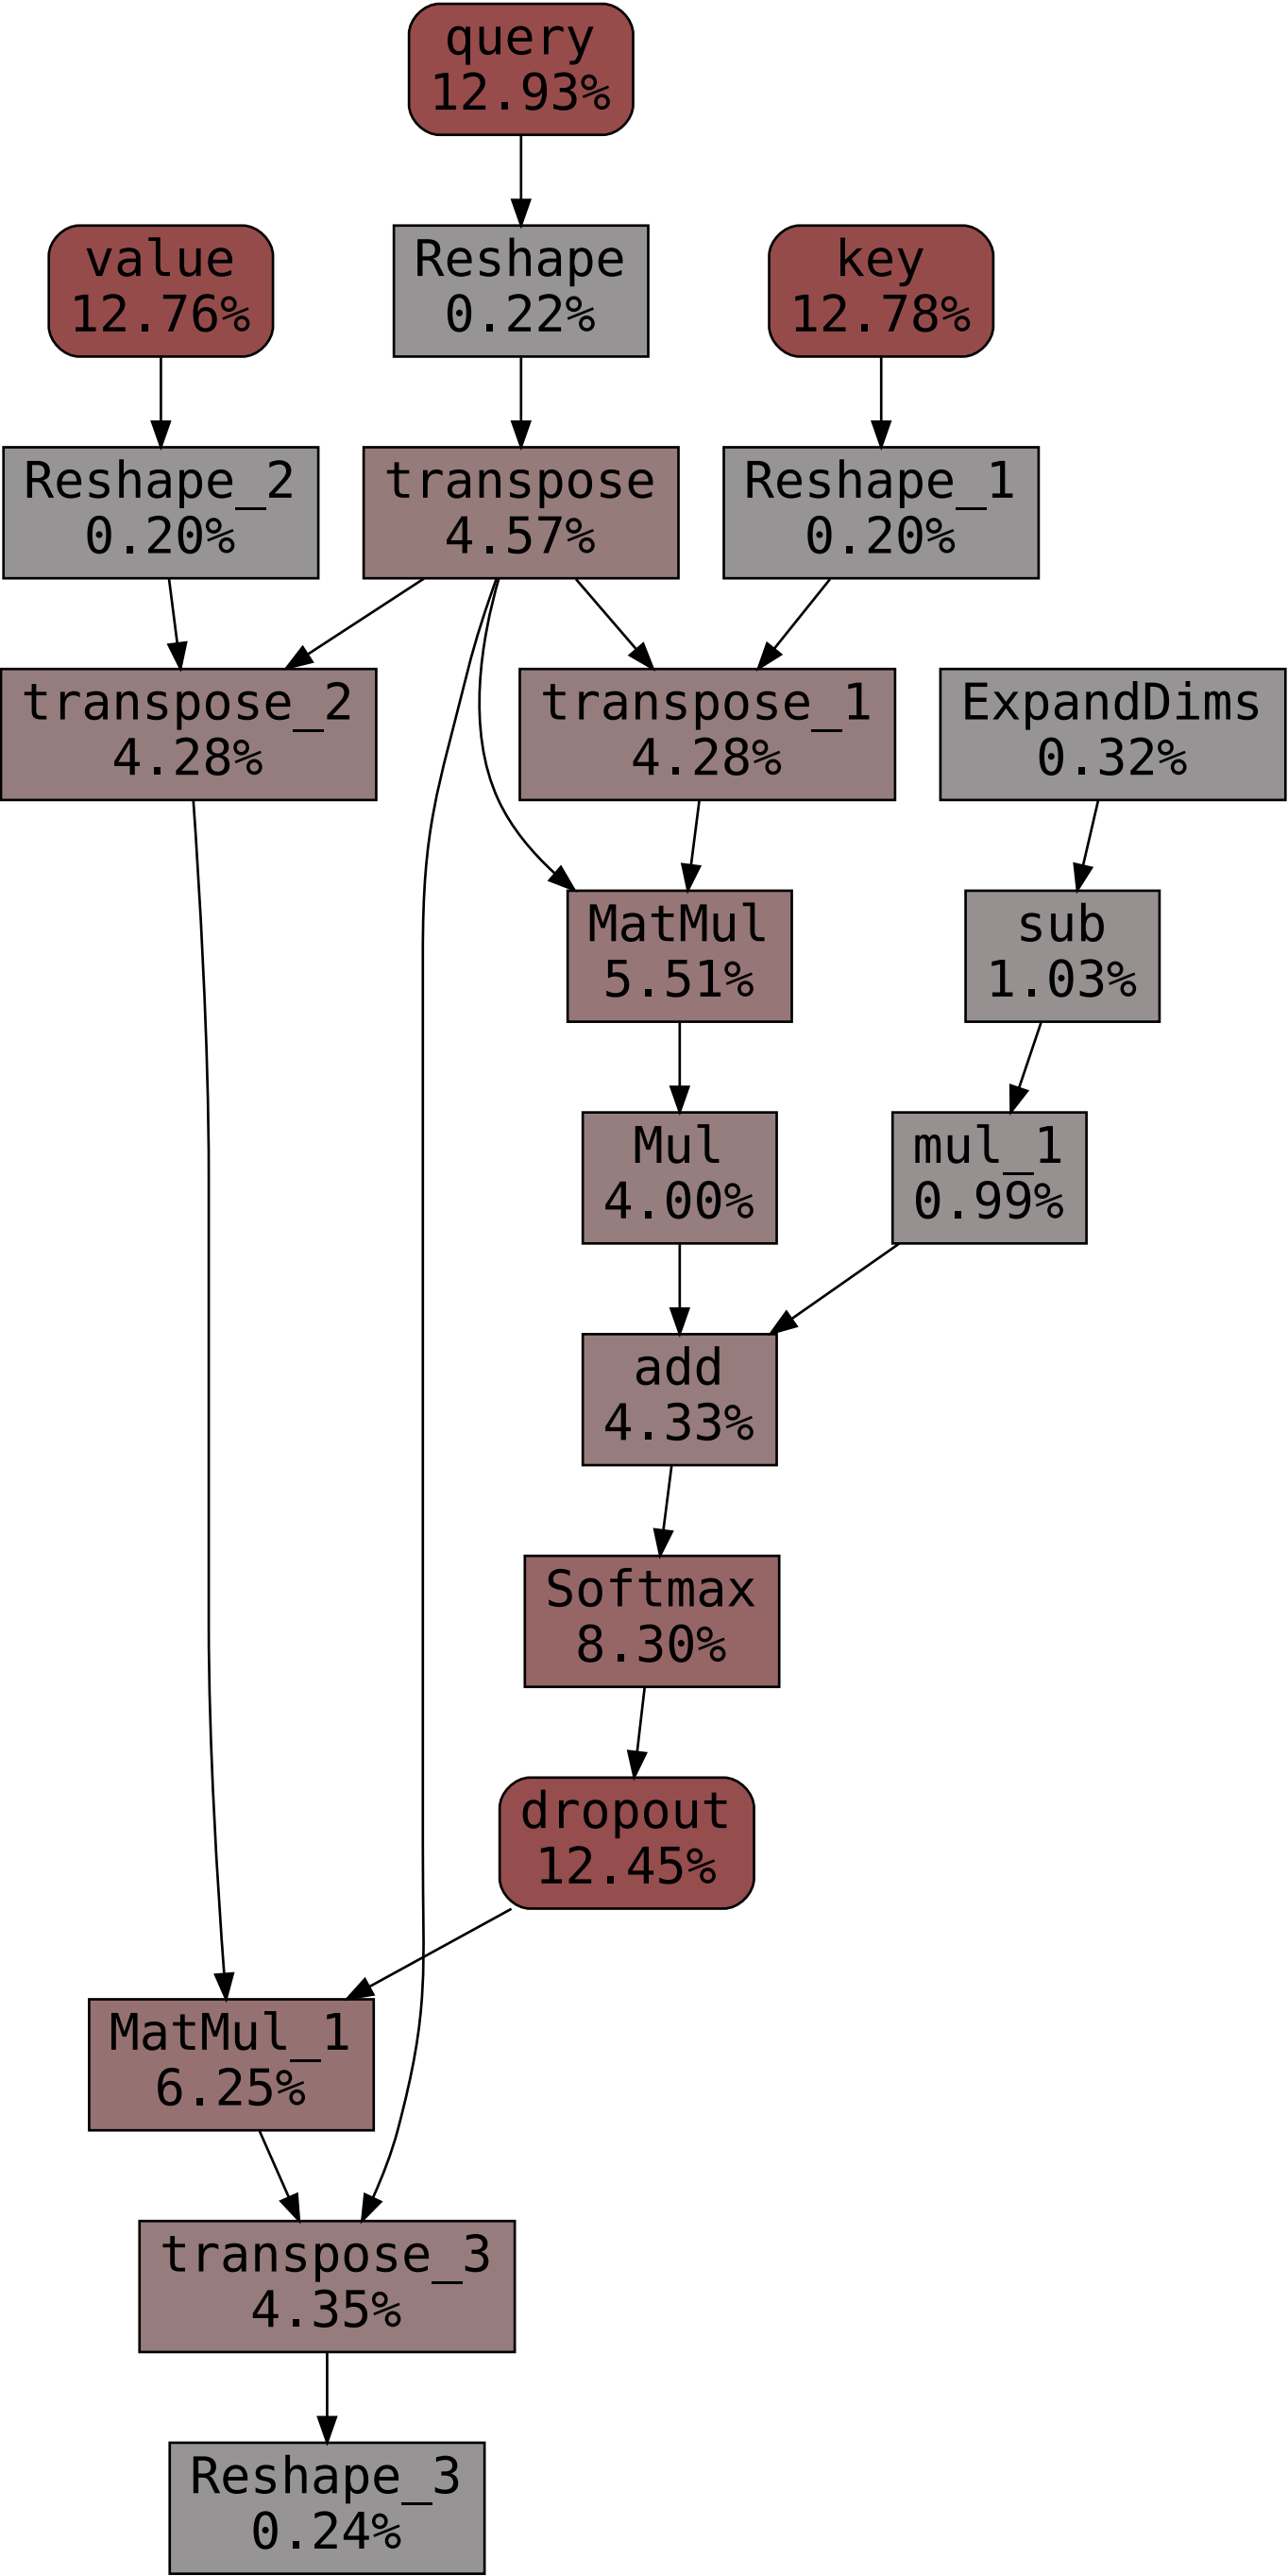 query
12.93%
value
12.76%
Reshape
0.22%
key
12.78%
Reshape_2
0.20%
transpose
4.57%
Reshape_1
0.20%
transpose_2
4.28%
transpose_1
4.28%
ExpandDims
0.32%
MatMul
5.51%
sub
1.03%
Mul
4.00%
mul_1
0.99%
add
4.33%
Softmax
8.30%
dropout
12.45%
MatMul_1
6.25%
transpose_3
4.35%
Reshape_3
0.24%